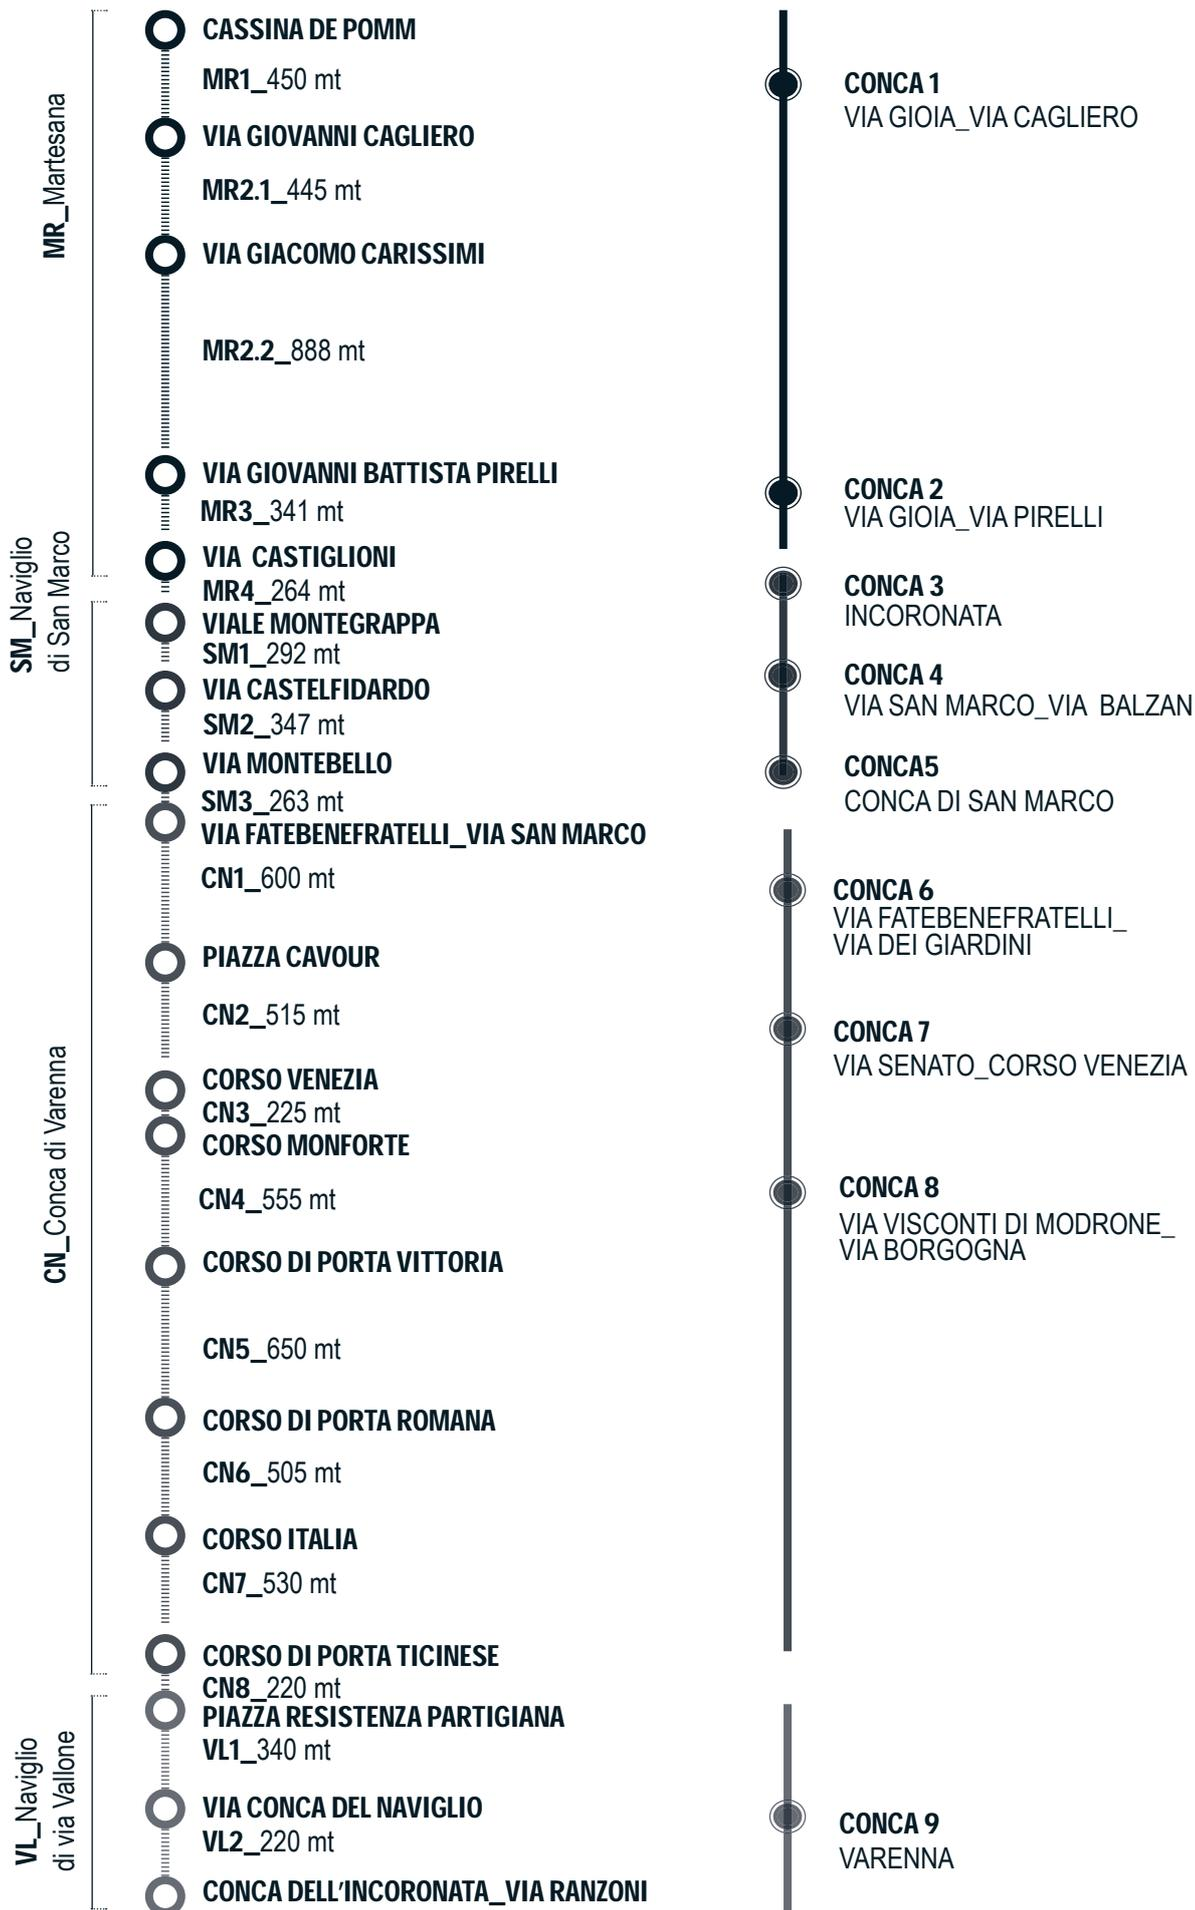 MR_Martesana
SM_Naviglio
di San Marco
CN_Conca di Varenna
VL_Naviglio
di via Vallone
CASSINA DE POMM
MR1_450 mt
VIA GIOVANNI CAGLIERO
MR2.1_445 mt
VIA GIACOMO CARISSIMI
MR2.2_888 mt
VIA GIOVANNI BATTISTA PIRELLI
MR3_341 mt
VIA CASTIGLIONI
MR4_264 mt
VIALE MONTEGRAPPA
SM1_292 mt
VIA CASTELFIDARDO
SM2_347 mt
VIA MONTEBELLO
SM3_263 mt
VIA FATEBENEFRATELLI_VIA SAN MARCO
CN1_600 mt
PIAZZA CAVOUR
CN2_515 mt
CORSO VENEZIA
CN3_225 mt
CORSO MONFORTE
CN4_555 mt
CORSO DI PORTA VITTORIA
CN5_650 mt
CORSO DI PORTA ROMANA
CN6_505 mt
CORSO ITALIA
CN7_530 mt
CORSO DI PORTA TICINESE
CN8_220 mt
PIAZZA RESISTENZA PARTIGIANA
VL1_340 mt
VIA CONCA DEL NAVIGLIO
VL2_220 mt
CONCA DELL'INCORONATA_VIA RANZONI
CONCA 1
VIA GIOIA_VIA CAGLIERO
CONCA 2
VIA GIOIA_VIA PIRELLI
CONCA 3
INCORONATA
CONCA 4
VIA SAN MARCO_VIA BALZAN
CONCA5
CONCA DI SAN MARCO
CONCA 6
VIA FATEBENEFRATELLI_
VIA DEI GIARDINI
CONCA 7
VIA SENATO_CORSO VENEZIA
CONCA 8
VIA VISCONTI DI MODRONE_
VIA BORGOGNA
CONCA 9
VARENNA